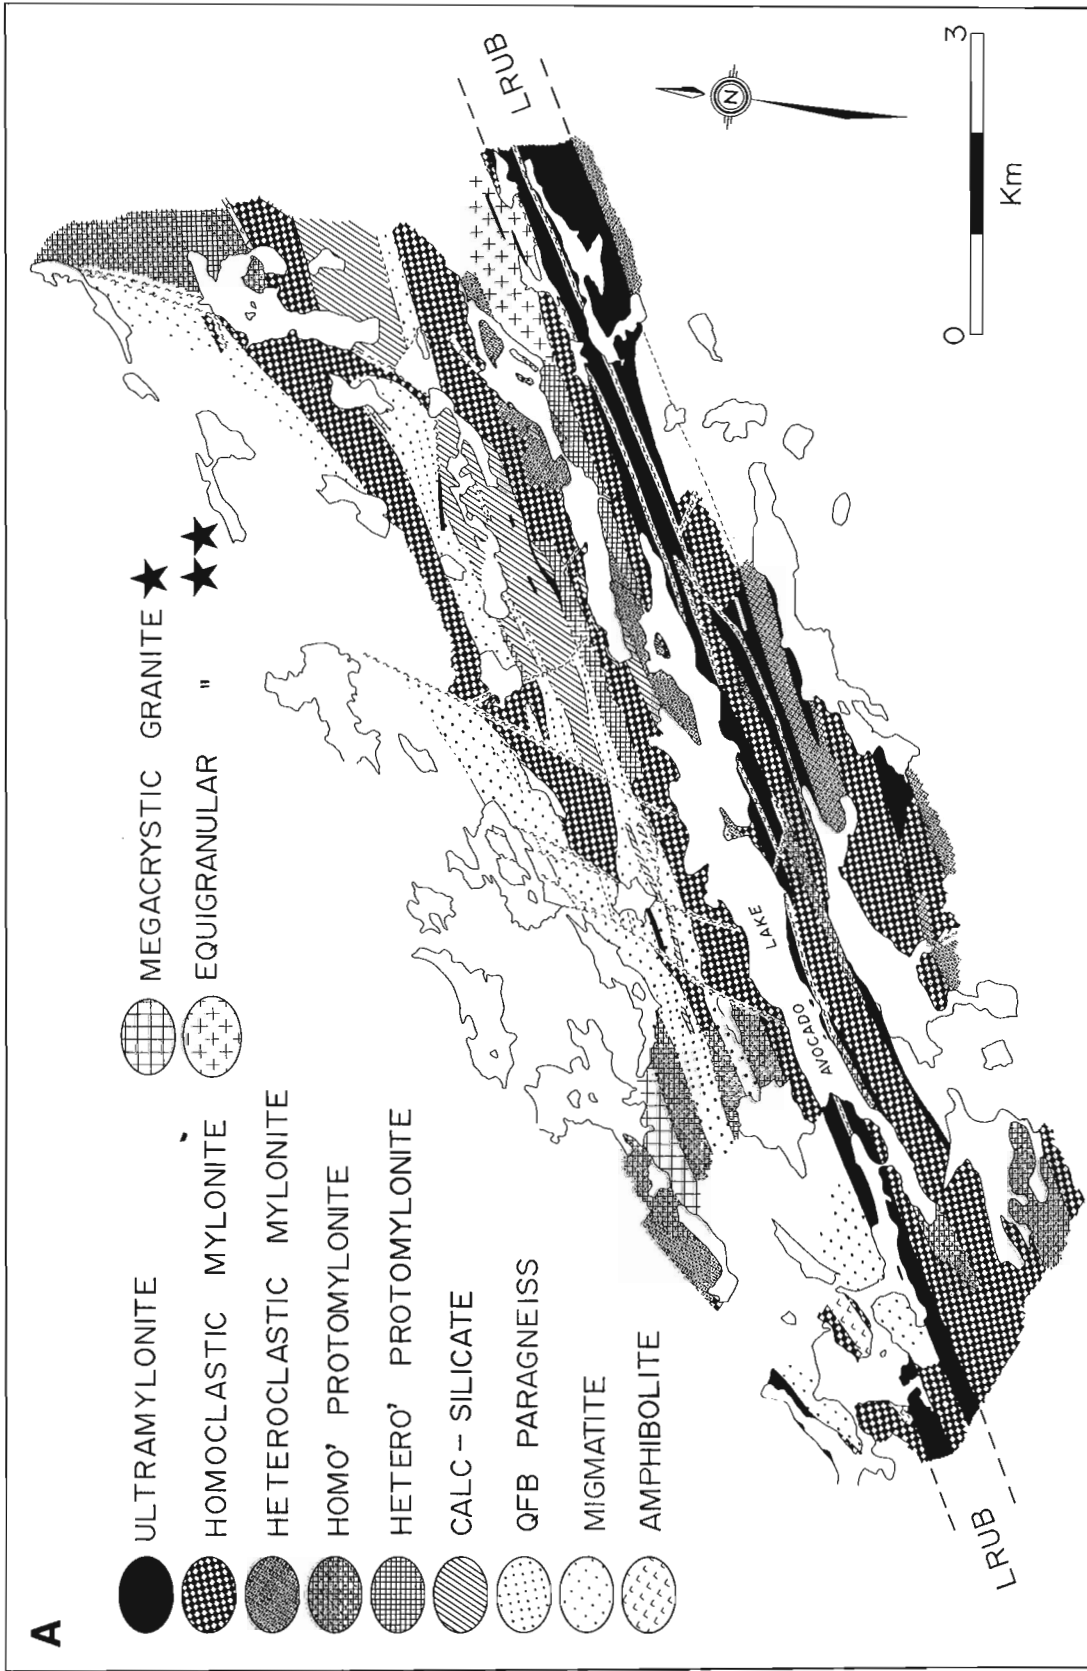 A
ULTRAMYLONITE
HOMOCLASTIC MYLONITE
HETEROCLASTIC MYLONITE
HOMO' PROTOMYLONITE
HETERO' PROTOMYLONITE
CALC-SILICATE
QFB PARAGNEISS
MIGMATITE
AMPHIBOLITE
MEGACRYSTIC GRANITE ★
EQUIGRANULAR " ★★
LRUB
AVOCADO LAKE
LRUB
N
0 3
Km